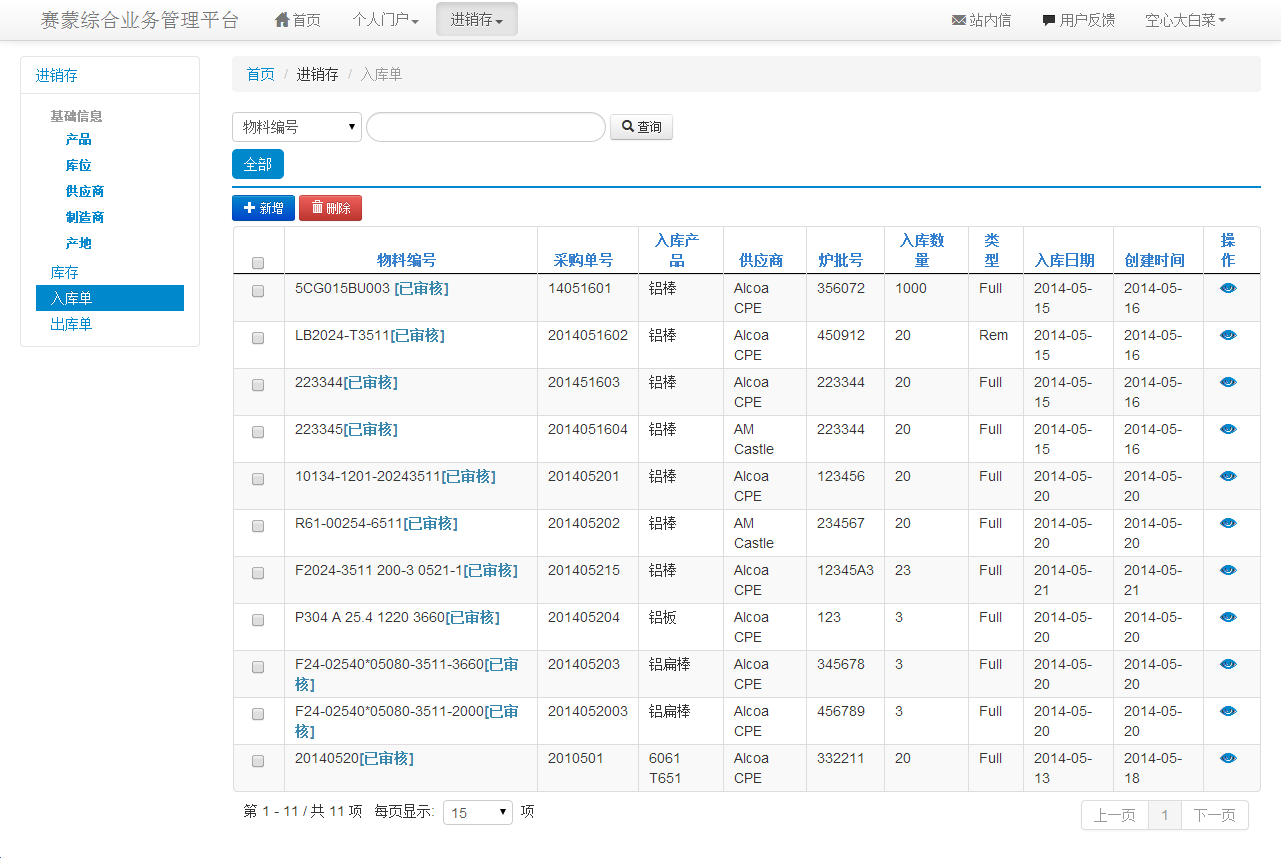 赛蒙综合业务管理平台 首页 个人门户 进销存 站内信 用户反馈 空心大白菜
进销存
基础信息
产品
库位
供应商
制造商
产地
库存
入库单
出库单
首页 / 进销存 / 入库单
物料编号 查询
全部
新增 删除
物料编号 采购单号 入库产品 供应商 炉批号 入库数量 类型 入库日期 创建时间 操作
5CG015BU003 [已审核] 14051601 铝棒 Alcoa CPE 356072 1000 Full 2014-05-15 2014-05-16
LB2024-T3511[已审核] 2014051602 铝棒 Alcoa CPE 450912 20 Rem 2014-05-15 2014-05-16
223344[已审核] 201451603 铝棒 Alcoa CPE 223344 20 Full 2014-05-15 2014-05-16
223345[已审核] 2014051604 铝棒 AM Castle 223344 20 Full 2014-05-15 2014-05-16
10134-1201-20243511[已审核] 201405201 铝棒 Alcoa CPE 123456 20 Full 2014-05-20 2014-05-20
R61-00254-6511[已审核] 201405202 铝棒 AM Castle 234567 20 Full 2014-05-20 2014-05-20
F2024-3511 200-3 0521-1[已审核] 201405215 铝棒 Alcoa CPE 12345A3 23 Full 2014-05-21 2014-05-21
P304 A 25.4 1220 3660[已审核] 201405204 铝板 Alcoa CPE 123 3 Full 2014-05-20 2014-05-20
F24-02540*05080-3511-3660[已审核] 201405203 铝扁棒 Alcoa CPE 345678 3 Full 2014-05-20 2014-05-20
F24-02540*05080-3511-2000[已审核] 2014052003 铝扁棒 Alcoa CPE 456789 3 Full 2014-05-20 2014-05-20
20140520[已审核] 2010501 6061 T651 Alcoa CPE 332211 20 Full 2014-05-13 2014-05-18
第 1 - 11 / 共 11 项 每页显示: 15 项 上一页 1 下一页